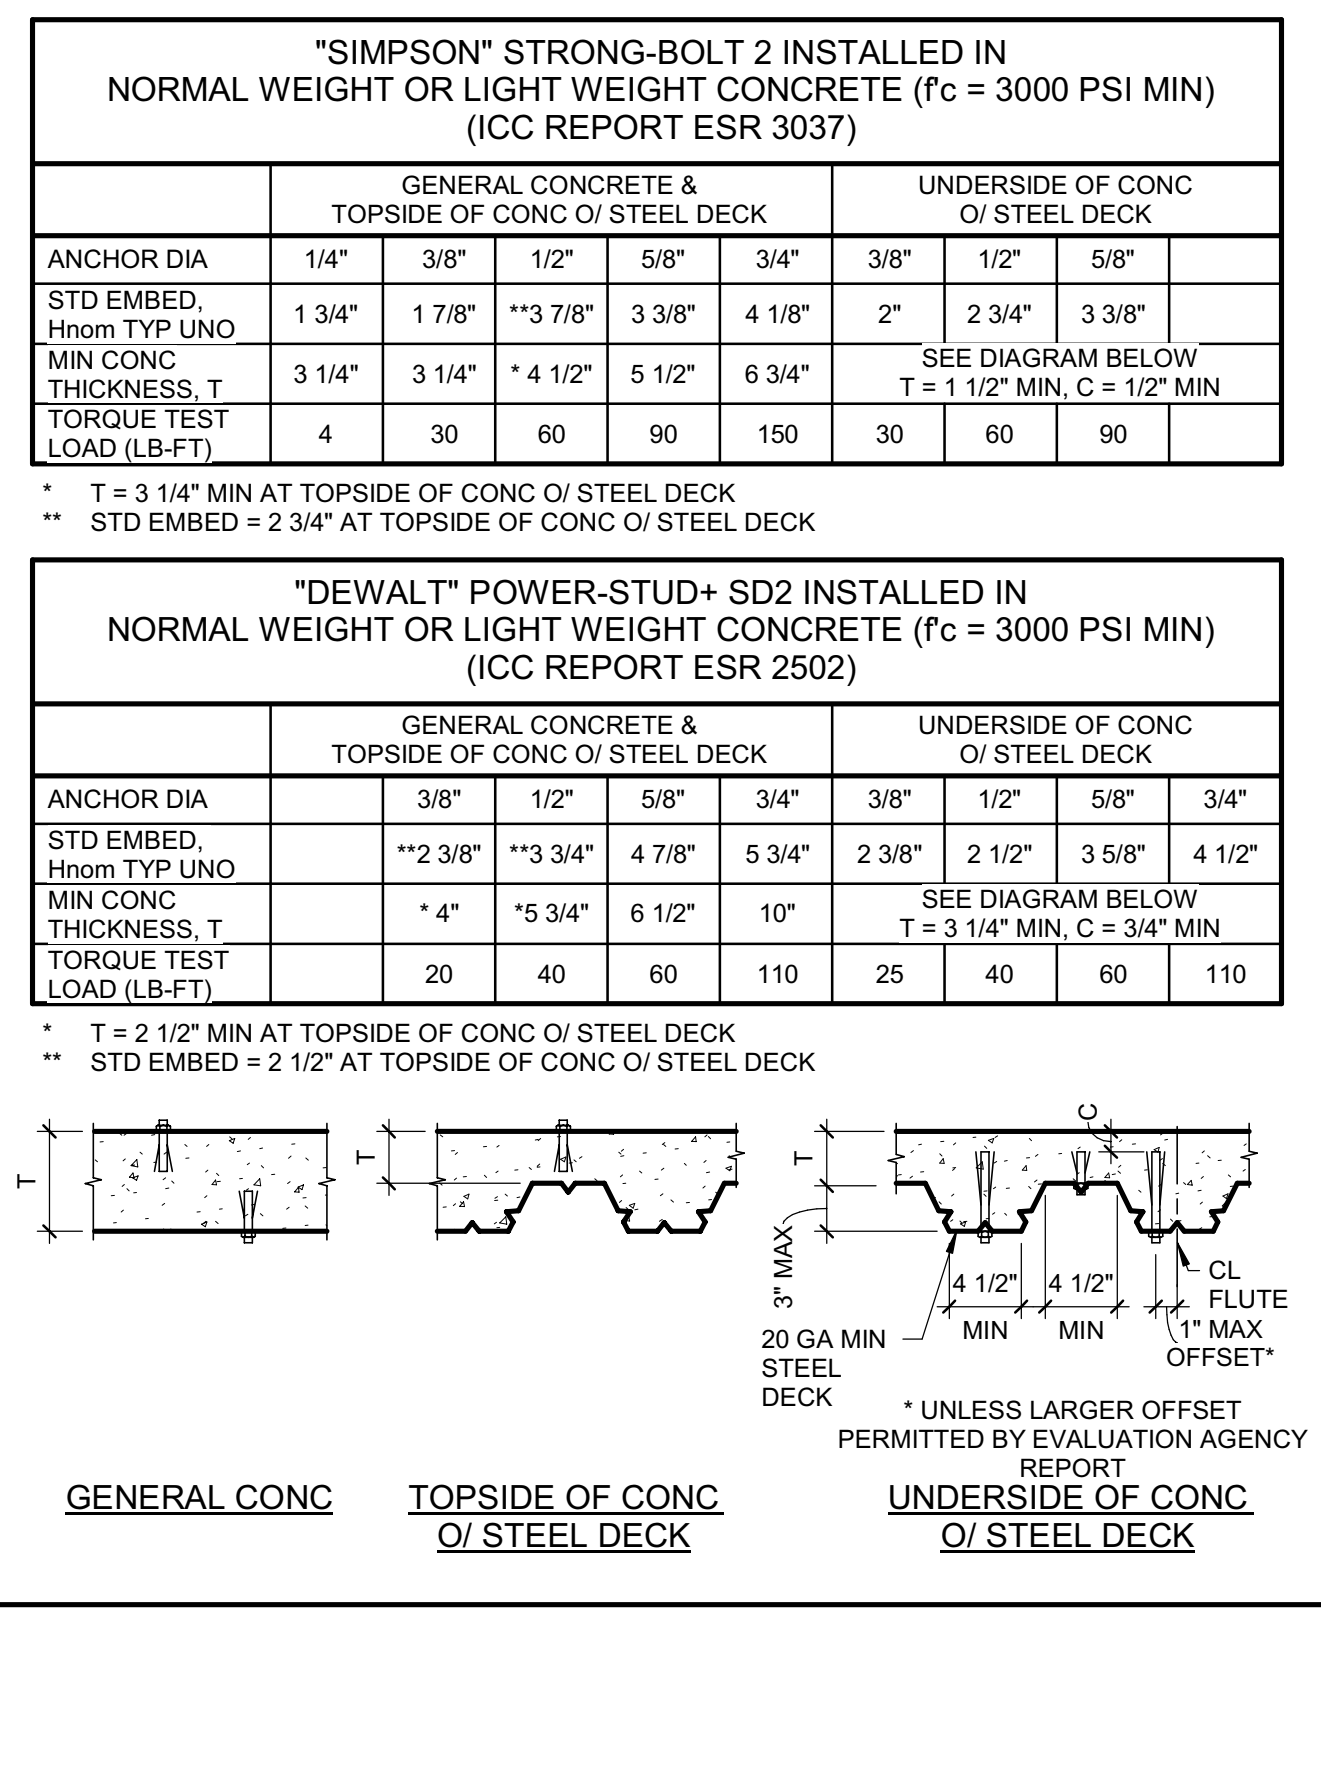 "SIMPSON" STRONG-BOLT 2 INSTALLED IN
NORMAL WEIGHT OR LIGHT WEIGHT CONCRETE (f'c = 3000 PSI MIN)
(ICC REPORT ESR 3037)
GENERAL CONCRETE &
TOPSIDE OF CONC O/ STEEL DECK
UNDERSIDE OF CONC
O/ STEEL DECK
ANCHOR DIA 1/4" 3/8" 1/2" 5/8" 3/4" 3/8" 1/2" 5/8"
STD EMBED,
Hnom TYP UNO 1 3/4" 1 7/8" **3 7/8" 3 3/8" 4 1/8" 2" 2 3/4" 3 3/8"
MIN CONC
THICKNESS, T 3 1/4" 3 1/4" * 4 1/2" 5 1/2" 6 3/4"
SEE DIAGRAM BELOW
T = 1 1/2" MIN, C = 1/2" MIN
TORQUE TEST
LOAD (LB-FT) 4 30 60 90 150 30 60 90
* T = 3 1/4" MIN AT TOPSIDE OF CONC O/ STEEL DECK
** STD EMBED = 2 3/4" AT TOPSIDE OF CONC O/ STEEL DECK
"DEWALT" POWER-STUD+ SD2 INSTALLED IN
NORMAL WEIGHT OR LIGHT WEIGHT CONCRETE (f'c = 3000 PSI MIN)
(ICC REPORT ESR 2502)
GENERAL CONCRETE &
TOPSIDE OF CONC O/ STEEL DECK
UNDERSIDE OF CONC
O/ STEEL DECK
ANCHOR DIA 3/8" 1/2" 5/8" 3/4" 3/8" 1/2" 5/8" 3/4"
STD EMBED,
Hnom TYP UNO **2 3/8" **3 3/4" 4 7/8" 5 3/4" 2 3/8" 2 1/2" 3 5/8" 4 1/2"
MIN CONC
THICKNESS, T * 4" *5 3/4" 6 1/2" 10"
SEE DIAGRAM BELOW
T = 3 1/4" MIN, C = 3/4" MIN
TORQUE TEST
LOAD (LB-FT) 20 40 60 110 25 40 60 110
* T = 2 1/2" MIN AT TOPSIDE OF CONC O/ STEEL DECK
** STD EMBED = 2 1/2" AT TOPSIDE OF CONC O/ STEEL DECK
T
GENERAL CONC
T
TOPSIDE OF CONC
O/ STEEL DECK
C
T
3" MAX
4 1/2"
MIN
4 1/2"
MIN
CL
FLUTE
1" MAX
OFFSET*
20 GA MIN
STEEL
DECK
* UNLESS LARGER OFFSET
PERMITTED BY EVALUATION AGENCY
REPORT
UNDERSIDE OF CONC
O/ STEEL DECK